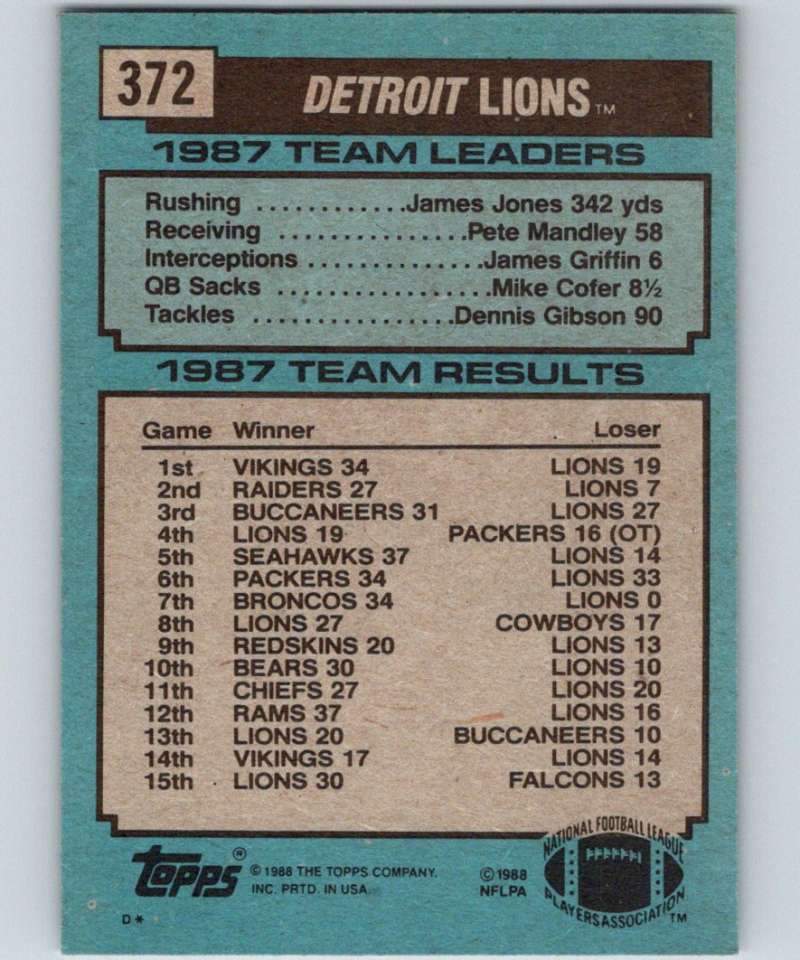 372
DETROIT LIONS™
1987 TEAM LEADERS
Rushing ............James Jones 342 yds
Receiving ...............Pete Mandley 58
Interceptions ..............James Griffin 6
QB Sacks .................Mike Cofer 8½
Tackles ................Dennis Gibson 90
1987 TEAM RESULTS
Game Winner Loser
1st VIKINGS 34 LIONS 19
2nd RAIDERS 27 LIONS 7
3rd BUCCANEERS 31 LIONS 27
4th LIONS 19 PACKERS 16 (OT)
5th SEAHAWKS 37 LIONS 14
6th PACKERS 34 LIONS 33
7th BRONCOS 34 LIONS 0
8th LIONS 27 COWBOYS 17
9th REDSKINS 20 LIONS 13
10th BEARS 30 LIONS 10
11th CHIEFS 27 LIONS 20
12th RAMS 37 LIONS 16
13th LIONS 20 BUCCANEERS 10
14th VIKINGS 17 LIONS 14
15th LIONS 30 FALCONS 13
topps® © 1988 THE TOPPS COMPANY.
INC. PRTD. IN USA.
D*
© 1988
NFLPA
NATIONAL FOOTBALL LEAGUE
PLAYERS ASSOCIATION™